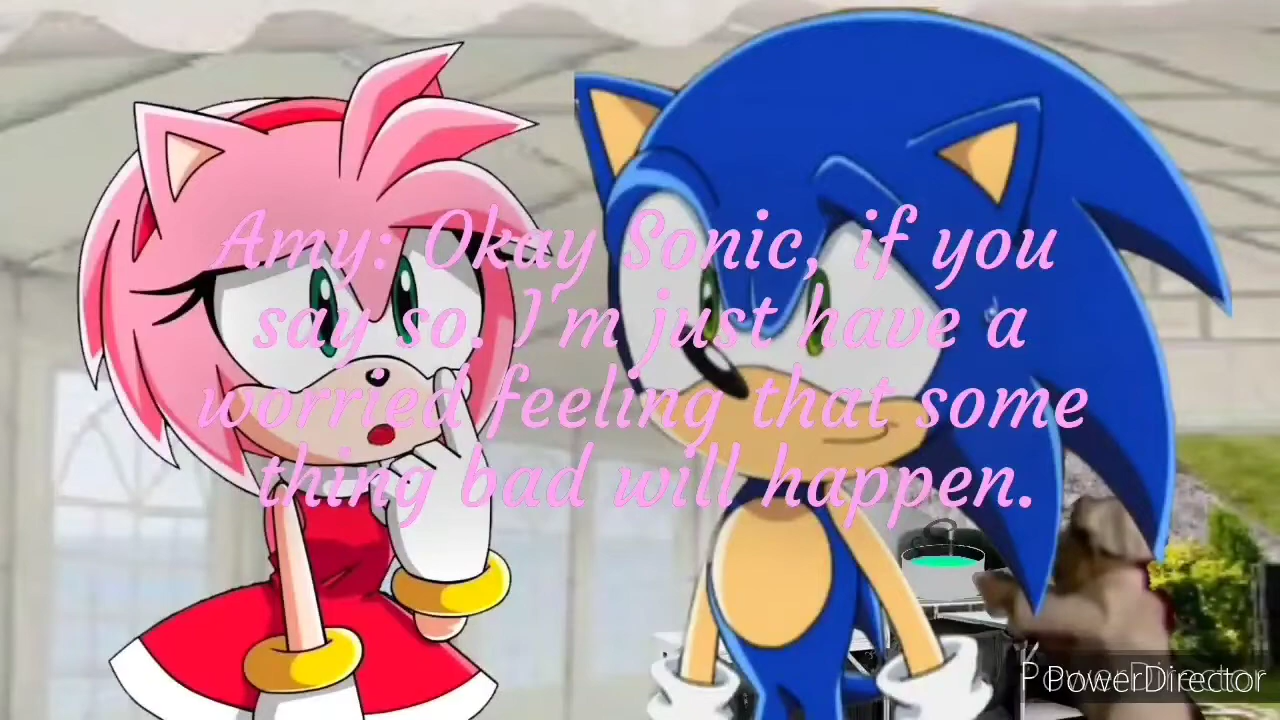 Amy: Okay Sonic, if you
say so. I'm just have a
worried feeling that some
thing bad will happen.
PowerDirector